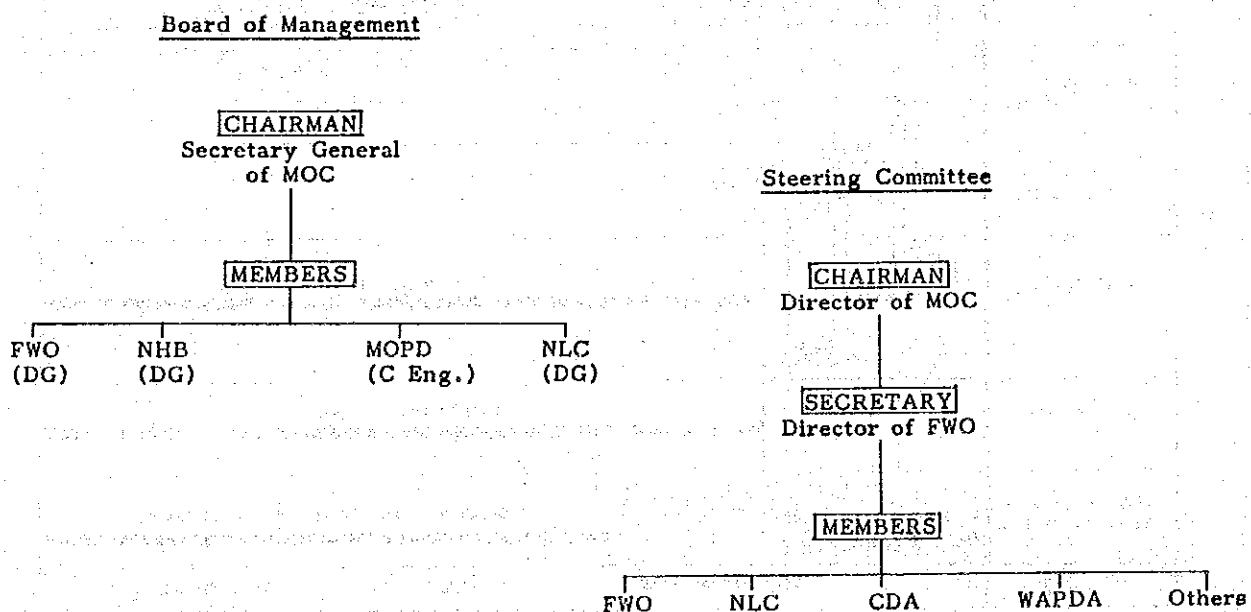 Board of Management
CHAIRMAN
Secretary General
of MOC
MEMBERS
FWO NHB MOPD NLC
(DG) (DG) (C Eng.) (DG)
Steering Committee
CHAIRMAN
Director of MOC
SECRETARY
Director of FWO
MEMBERS
FWO NLC CDA WAPDA Others